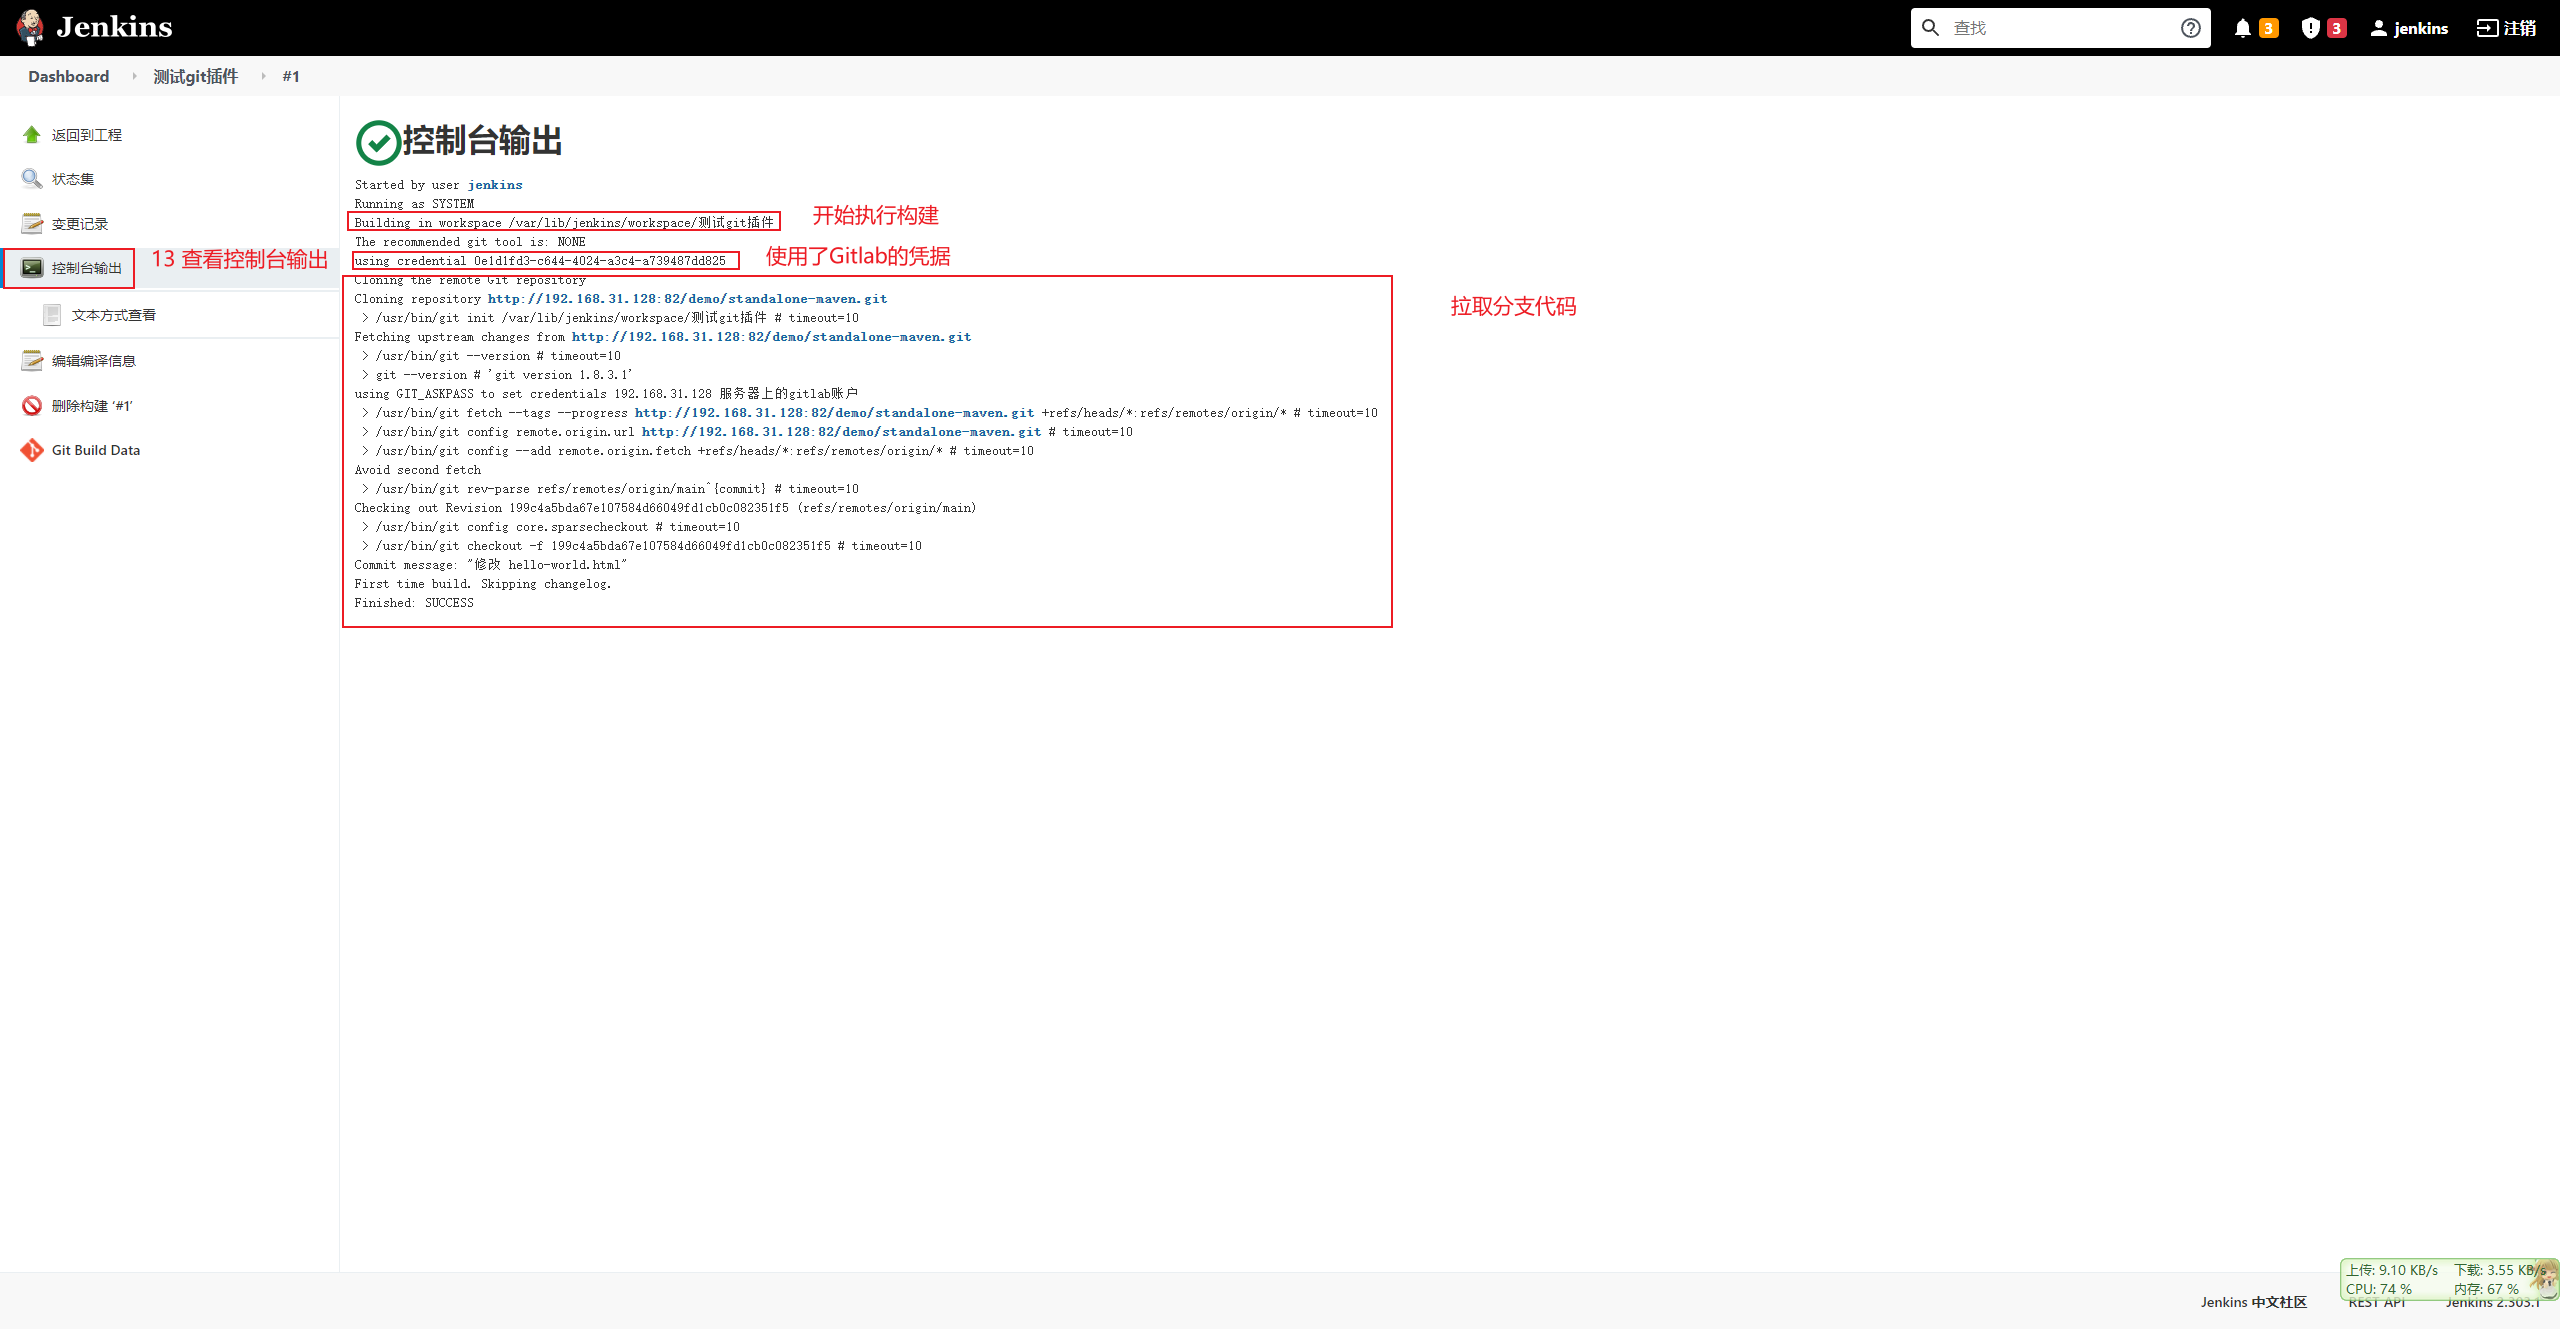 Jenkins
查找
3
3
jenkins
注销
Dashboard
测试git插件
#1
返回到工程
状态集
变更记录
控制台输出
13 查看控制台输出
文本方式查看
编辑编译信息
删除构建 ‘#1’
Git Build Data
控制台输出
Started by user jenkins
Running as SYSTEM
Building in workspace /var/lib/jenkins/workspace/测试git插件
开始执行构建
The recommended git tool is: NONE
using credential 0e1d1fd3-c644-4024-a3c4-a739487dd825
使用了Gitlab的凭据
Cloning the remote Git repository
Cloning repository http://192.168.31.128:82/demo/standalone-maven.git
拉取分支代码
> /usr/bin/git init /var/lib/jenkins/workspace/测试git插件 # timeout=10
Fetching upstream changes from http://192.168.31.128:82/demo/standalone-maven.git
> /usr/bin/git --version # timeout=10
> git --version # 'git version 1.8.3.1'
using GIT_ASKPASS to set credentials 192.168.31.128 服务器上的gitlab账户
> /usr/bin/git fetch --tags --progress http://192.168.31.128:82/demo/standalone-maven.git +refs/heads/*:refs/remotes/origin/* # timeout=10
> /usr/bin/git config remote.origin.url http://192.168.31.128:82/demo/standalone-maven.git # timeout=10
> /usr/bin/git config --add remote.origin.fetch +refs/heads/*:refs/remotes/origin/* # timeout=10
Avoid second fetch
> /usr/bin/git rev-parse refs/remotes/origin/main^{commit} # timeout=10
Checking out Revision 199c4a5bda67e107584d66049fd1cb0c082351f5 (refs/remotes/origin/main)
> /usr/bin/git config core.sparsecheckout # timeout=10
> /usr/bin/git checkout -f 199c4a5bda67e107584d66049fd1cb0c082351f5 # timeout=10
Commit message: "修改 hello-world.html"
First time build. Skipping changelog.
Finished: SUCCESS
上传: 9.10 KB/s 下载: 3.55 KB/s
CPU: 74 % 内存: 67 %
Jenkins 中文社区
REST API
Jenkins 2.303.1